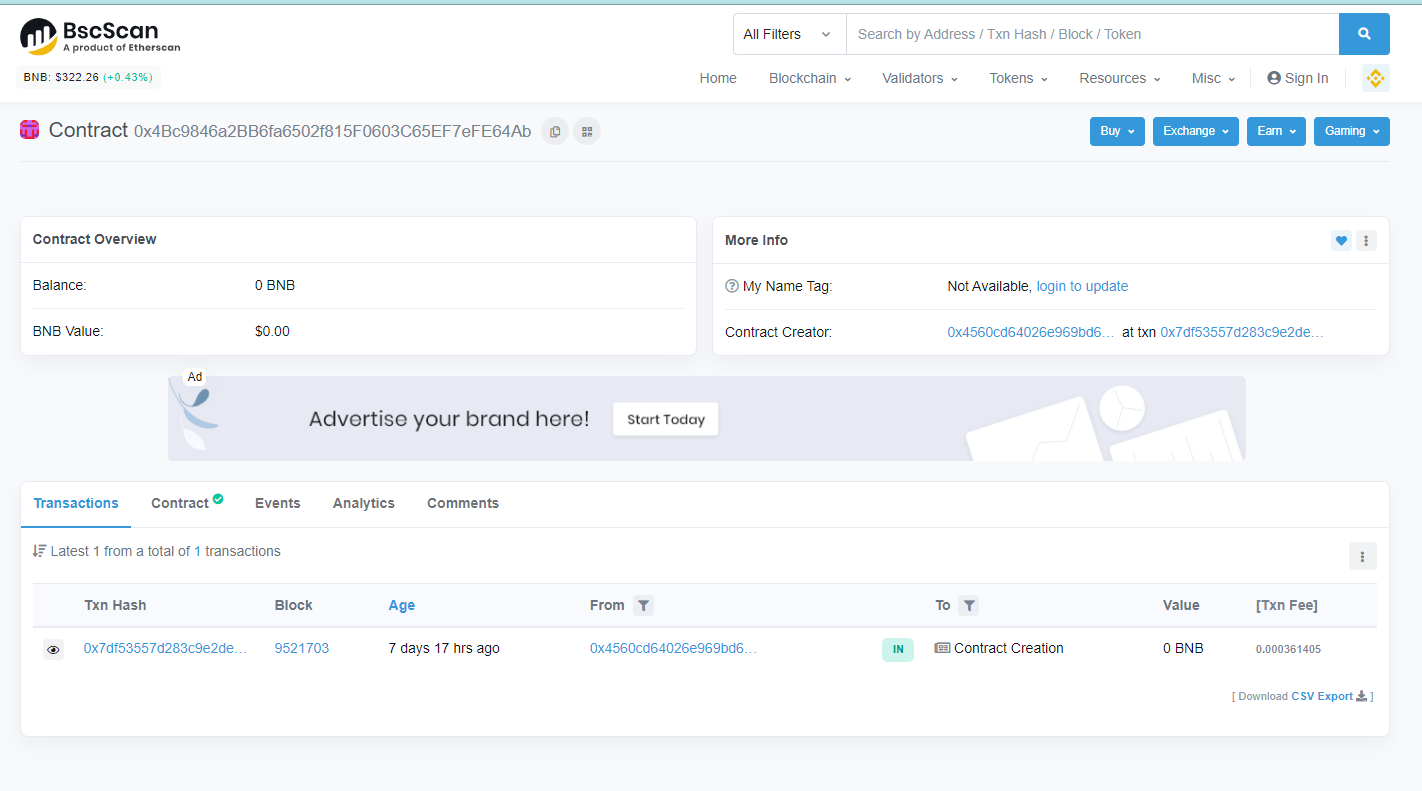 BscScan
A product of Etherscan
All Filters
Search by Address / Txn Hash / Block / Token
BNB: $322.26 (+0.43%)
Home Blockchain Validators Tokens Resources Misc Sign In
Contract 0x4Bc9846a2BB6fa6502f815F0603C65EF7eFE64Ab
Buy Exchange Earn Gaming
Contract Overview
Balance: 0 BNB
BNB Value: $0.00
More Info
My Name Tag: Not Available, login to update
Contract Creator: 0x4560cd64026e969bd6... at txn 0x7df53557d283c9e2de...
Ad
Advertise your brand here! Start Today
Transactions Contract Events Analytics Comments
Latest 1 from a total of 1 transactions
Txn Hash Block Age From To Value [Txn Fee]
0x7df53557d283c9e2de... 9521703 7 days 17 hrs ago 0x4560cd64026e969bd6... IN Contract Creation 0 BNB 0.000361405
[ Download CSV Export ]